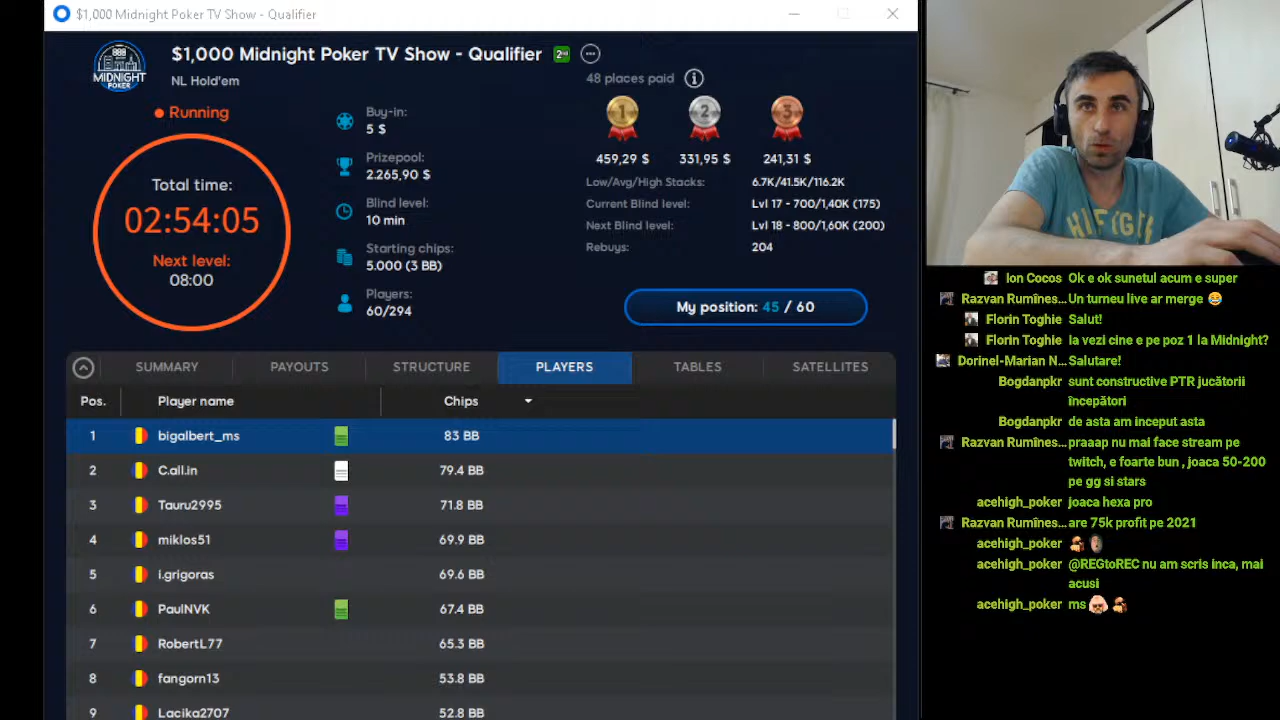 $1,000 Midnight Poker TV Show - Qualifier
888
MIDNIGHT
POKER
$1,000 Midnight Poker TV Show - Qualifier
NL Hold'em
48 places paid
Running
Total time:
02:54:05
Next level:
08:00
Buy-in:
5 $
Prizepool:
2.265,90 $
Blind level:
10 min
Starting chips:
5.000 (3 BB)
Players:
60/294
1
2
3
459,29 $
331,95 $
241,31 $
Low/Avg/High Stacks: 6.7K/41.5K/116.2K
Current Blind level: Lvl 17 - 700/1,40K (175)
Next Blind level: Lvl 18 - 800/1,60K (200)
Rebuys: 204
My position: 45 / 60
SUMMARY PAYOUTS STRUCTURE PLAYERS TABLES SATELLITES
Pos. Player name Chips
1 bigalbert_ms 83 BB
2 C.all.in 79.4 BB
3 Tauru2995 71.8 BB
4 miklos51 69.9 BB
5 i.grigoras 69.6 BB
6 PaulNVK 67.4 BB
7 RobertL77 65.3 BB
8 fangorn13 53.8 BB
9 Lacika2707 52.8 BB
Ion Cocos Ok e ok sunetul acum e super
Razvan Rumînes... Un turneu live ar merge 😂
Florin Toghie Salut!
Florin Toghie Ia vezi cine e pe poz 1 la Midnight?
Dorinel-Marian N... Salutare!
Bogdanpkr sunt constructive PTR jucătorii
începători
Bogdanpkr de asta am inceput asta
Razvan Rumînes... praaap nu mai face stream pe
twitch, e foarte bun , joaca 50-200
pe gg si stars
acehigh_poker joaca hexa pro
Razvan Rumînes... are 75k profit pe 2021
acehigh_poker
acehigh_poker @REGtoREC nu am scris inca, mai
acusi
acehigh_poker ms